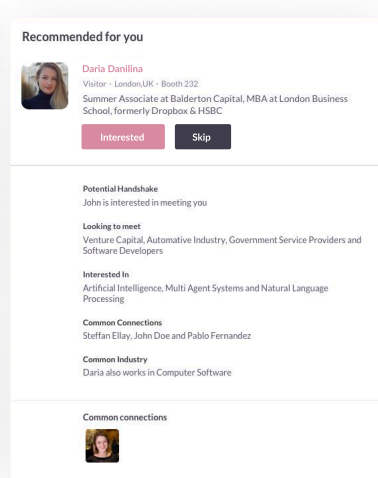 Recommended for you
Daria Danilina
Visitor · London,UK · Booth 232
Summer Associate at Balderton Capital, MBA at London Business
School, formerly Dropbox & HSBC
Interested
Skip
Potential Handshake
John is interested in meeting you
Looking to meet
Venture Capital, Automative Industry, Government Service Providers and
Software Developers
Interested In
Artificial Intelligence, Multi Agent Systems and Natural Language
Processing
Common Connections
Steffan Ellay, John Doe and Pablo Fernandez
Common Industry
Daria also works in Computer Software
Common connections